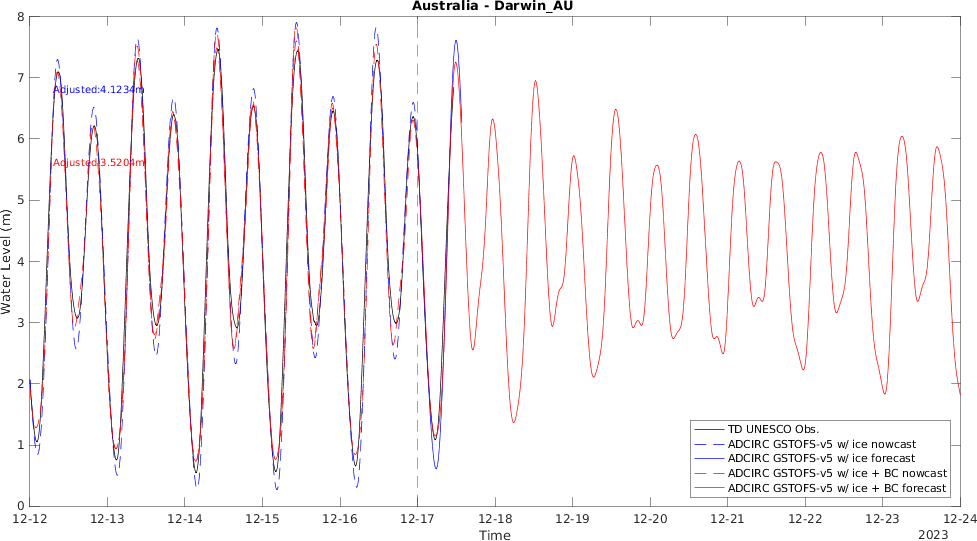 Australia - Darwin_AU
8
7
6
5
4
3
2
1
0
Water Level (m)
Adjusted:4.1234m
Adjusted:3.5204m
TD UNESCO Obs.
ADCIRC GSTOFS-v5 w/ ice nowcast
ADCIRC GSTOFS-v5 w/ ice forecast
ADCIRC GSTOFS-v5 w/ ice + BC nowcast
ADCIRC GSTOFS-v5 w/ ice + BC forecast
12-12 12-13 12-14 12-15 12-16 12-17 12-18 12-19 12-20 12-21 12-22 12-23 12-24
Time
2023